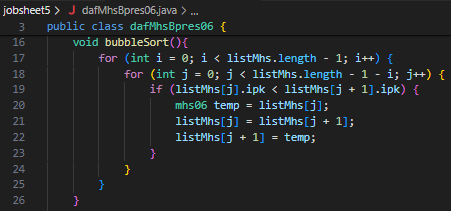 jobsheet5 > J dafMhsBpres06.java > ...
3 public class dafMhsBpres06 {
16 void bubbleSort(){
17 for (int i = 0; i < listMhs.length - 1; i++) {
18 for (int j = 0; j < listMhs.length - 1 - i; j++) {
19 if (listMhs[j].ipk < listMhs[j + 1].ipk) {
20 mhs06 temp = listMhs[j];
21 listMhs[j] = listMhs[j + 1];
22 listMhs[j + 1] = temp;
23 }
24 }
25 }
26 }